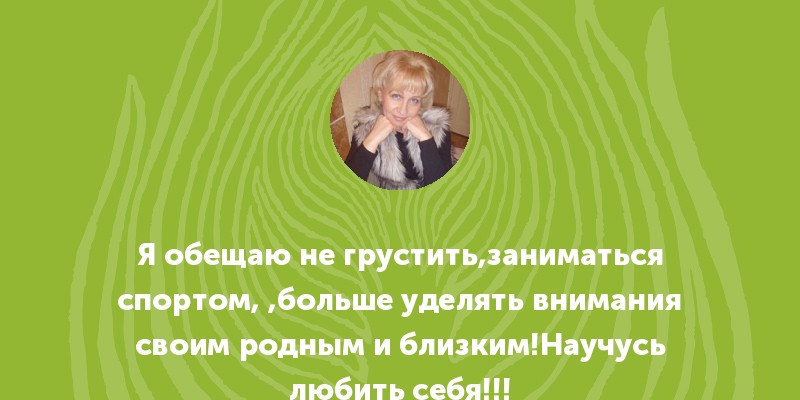 Я обещаю не грустить,заниматься
спортом, ,больше уделять внимания
своим родным и близким!Научусь
любить себя!!!